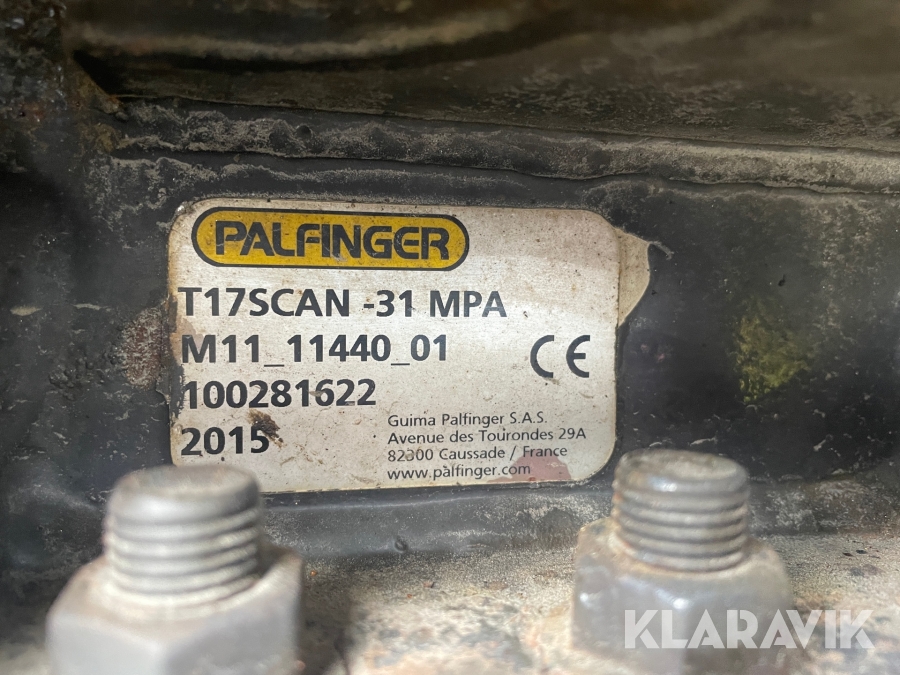 PALFINGER
T17SCAN -31 MPA
M11_11440_01
CE
100281622
2015
Guima Palfinger S.A.S.
Avenue des Tourondes 29A
82300 Caussade / France
www.palfinger.com
KLARAVIK